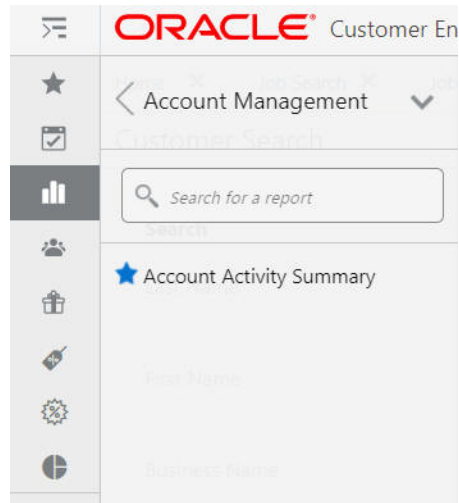 ORACLE® Customer En
Home Job Search Job
Account Management
Customer Search
Search for a report
Search
Account Activity Summary
First Name
Business Name